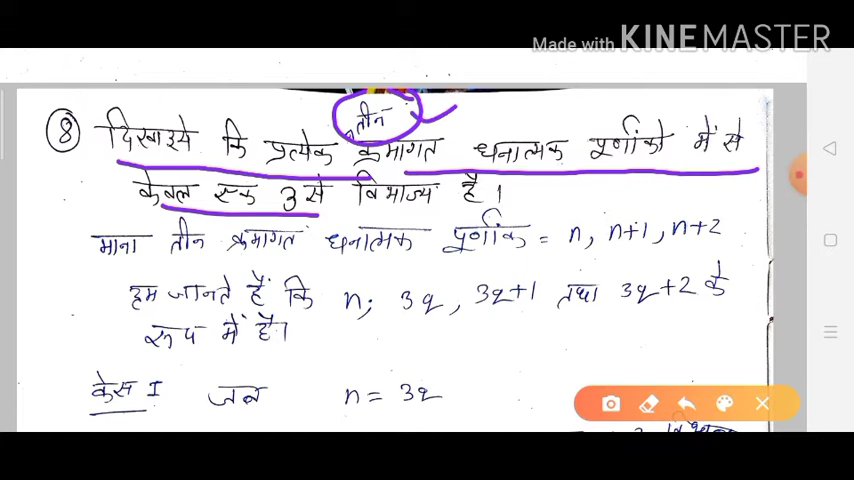 Made with KINEMASTER
तीन
8 दिखाइये कि प्रत्येक क्रमागत धनात्मक पूर्णांको में से
केवल एक 3 से विभाज्य है।
माना तीन क्रमागत धनात्मक पूर्णांक = n, n+1, n+2
हम जानते हैं कि n; 3q, 3q+1 तथा 3q+2 के
रूप में है।
केस I जब n = 3q